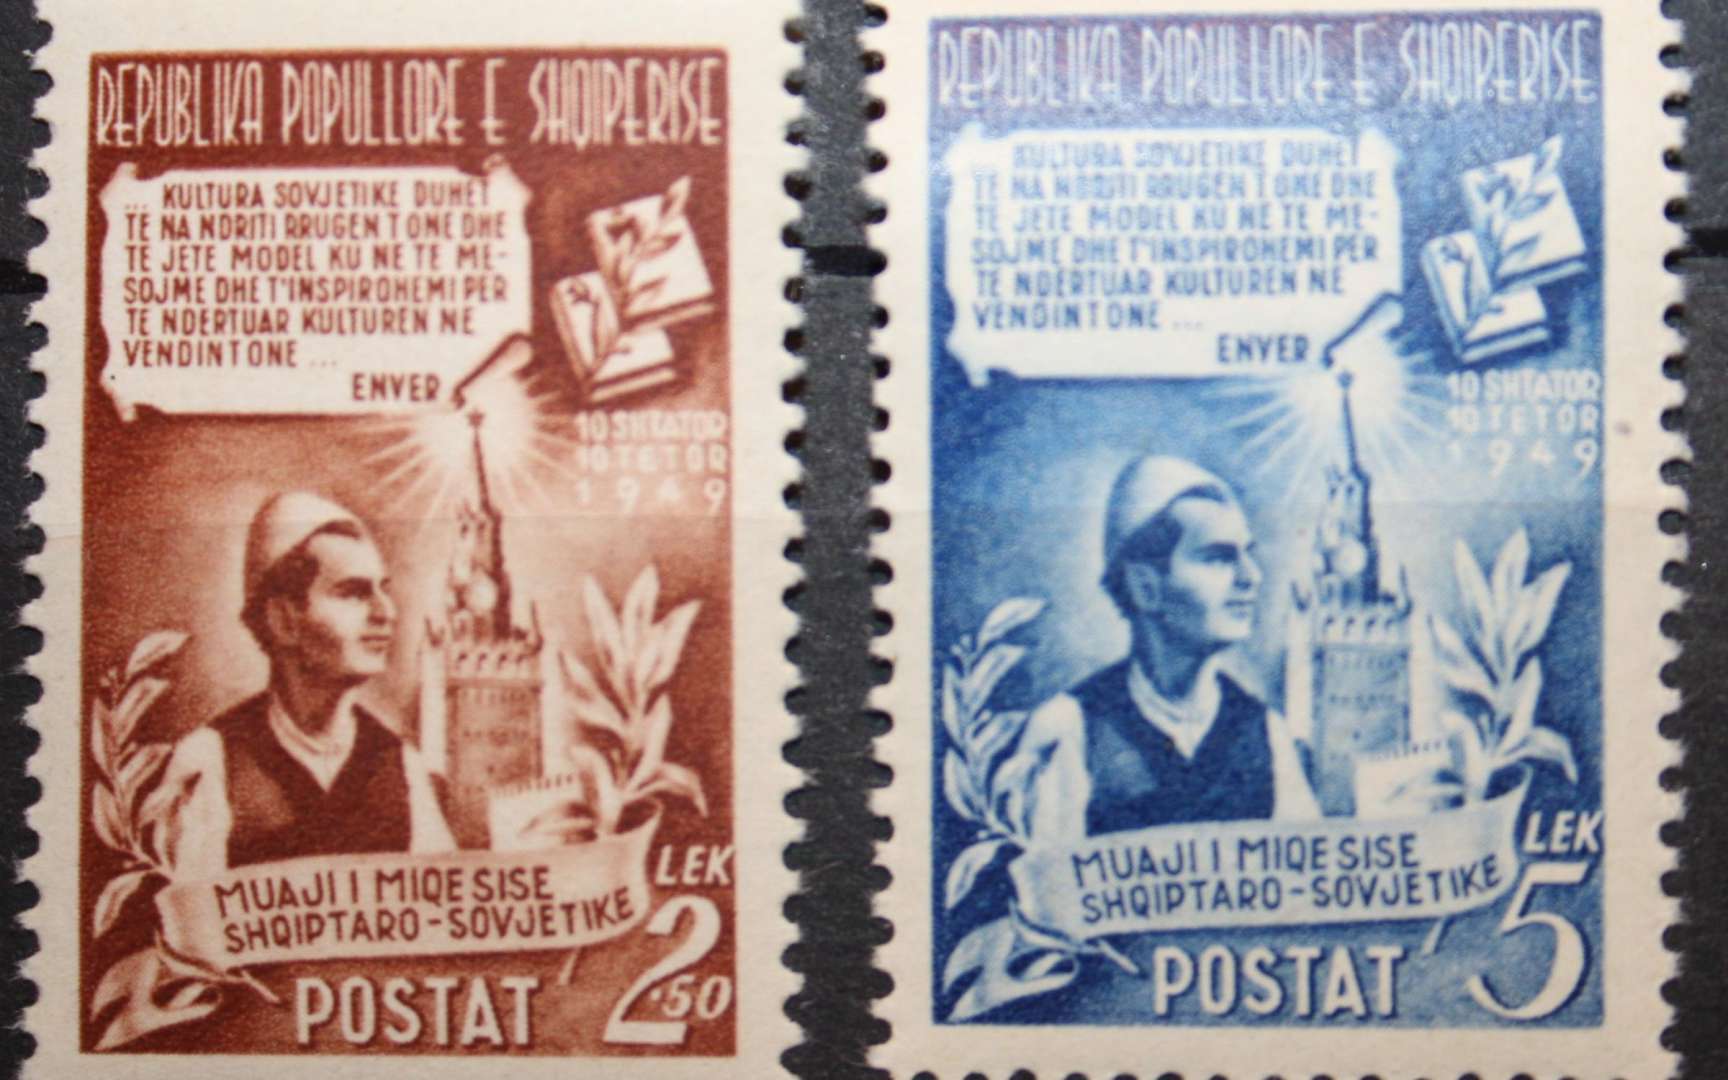 REPUBLIKA POPULLORE E SHQIPERISE
... KULTURA SOVJETIKE DUHET
TE NA NDRITI RRUGEN TONE DHE
TE JETE MODEL KU NE TE ME-
SOJME DHE T'INSPIROHEMI PER
TE NDERTUAR KULTUREN NE
VENDIN TONE ...
ENVER
10 SHTATOR
10 TETOR
1949
MUAJI I MIQESISE
SHQIPTARO-SOVJETIKE
LEK
2.50
POSTAT
REPUBLIKA POPULLORE E SHQIPERISE
KULTURA SOVJETIKE DUHET
TE NA NDRITI RRUGEN TONE DHE
TE JETE MODEL KU NE TE ME-
SOJME DHE T'INSPIROHEMI PER
TE NDERTUAR KULTUREN NE
VENDIN TONE ...
ENVER
10 SHTATOR
10 TETOR
1949
MUAJI I MIQESISE
SHQIPTARO-SOVJETIKE
LEK
5
POSTAT